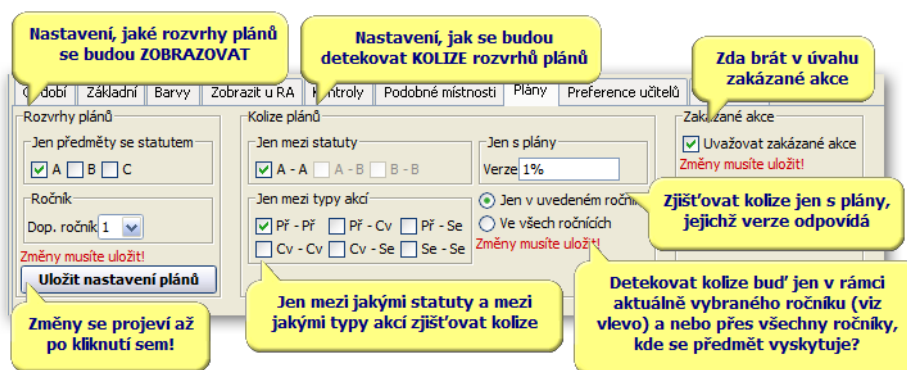 Nastavení, jaké rozvrhy plánů
se budou ZOBRAZOVAT
Nastavení, jak se budou
detekovat KOLIZE rozvrhů plánů
Zda brát v úvahu
zakázané akce
Základní
Barvy
Zobrazit u RA
Podobné místnosti
Plány
Preference učitelů
Rozvrhy plánů
Jen předměty se statutem
A B C
Ročník
Dop. ročník 1
Změny musíte uložit!
Uložit nastavení plánů
Kolize plánů
Jen mezi statuty
A - A A - B B - B
Jen mezi typy akcí
Př - Př Př - Cv Př - Se
Cv - Cv Cv - Se Se - Se
Jen s plány
Verze 1%
Jen v uvedeném
Ve všech ročnících
Změny musíte uložit!
akce
Uvažovat zakázané akce
Změny musíte uložit!
Zjišťovat kolize jen s plány,
jejichž verze odpovídá
Změny se projeví až
po kliknutí sem!
Jen mezi jakými statuty a mezi
jakými typy akcí zjišťovat kolize
Detekovat kolize buď jen v rámci
aktuálně vybraného ročníku (viz
vlevo) a nebo přes všechny ročníky,
kde se předmět vyskytuje?